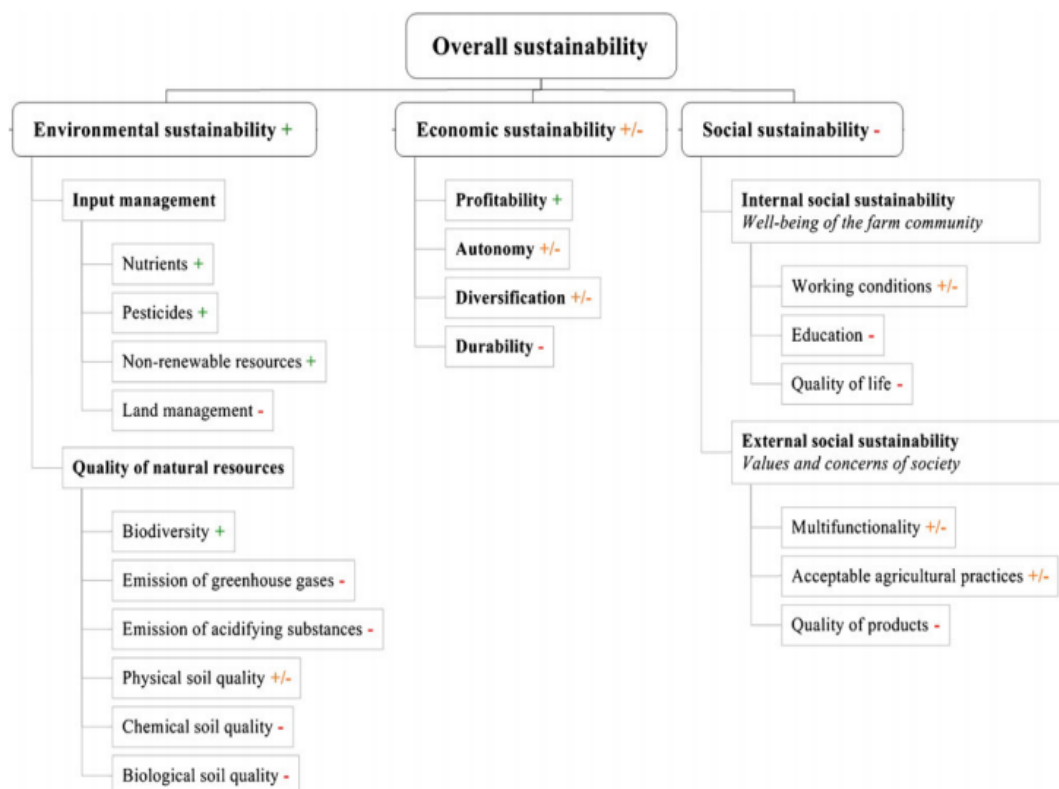 Overall sustainability
Environmental sustainability +
Input management
Nutrients +
Pesticides +
Non-renewable resources +
Land management -
Quality of natural resources
Biodiversity +
Emission of greenhouse gases -
Emission of acidifying substances -
Physical soil quality +/-
Chemical soil quality -
Biological soil quality -
Economic sustainability +/-
Profitability +
Autonomy +/-
Diversification +/-
Durability -
Social sustainability -
Internal social sustainability
Well-being of the farm community
Working conditions +/-
Education -
Quality of life -
External social sustainability
Values and concerns of society
Multifunctionality +/-
Acceptable agricultural practices +/-
Quality of products -